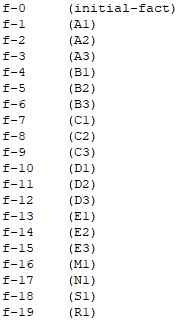 f-0 (initial-fact)
f-1 (A1)
f-2 (A2)
f-3 (A3)
f-4 (B1)
f-5 (B2)
f-6 (B3)
f-7 (C1)
f-8 (C2)
f-9 (C3)
f-10 (D1)
f-11 (D2)
f-12 (D3)
f-13 (E1)
f-14 (E2)
f-15 (E3)
f-16 (M1)
f-17 (N1)
f-18 (S1)
f-19 (R1)